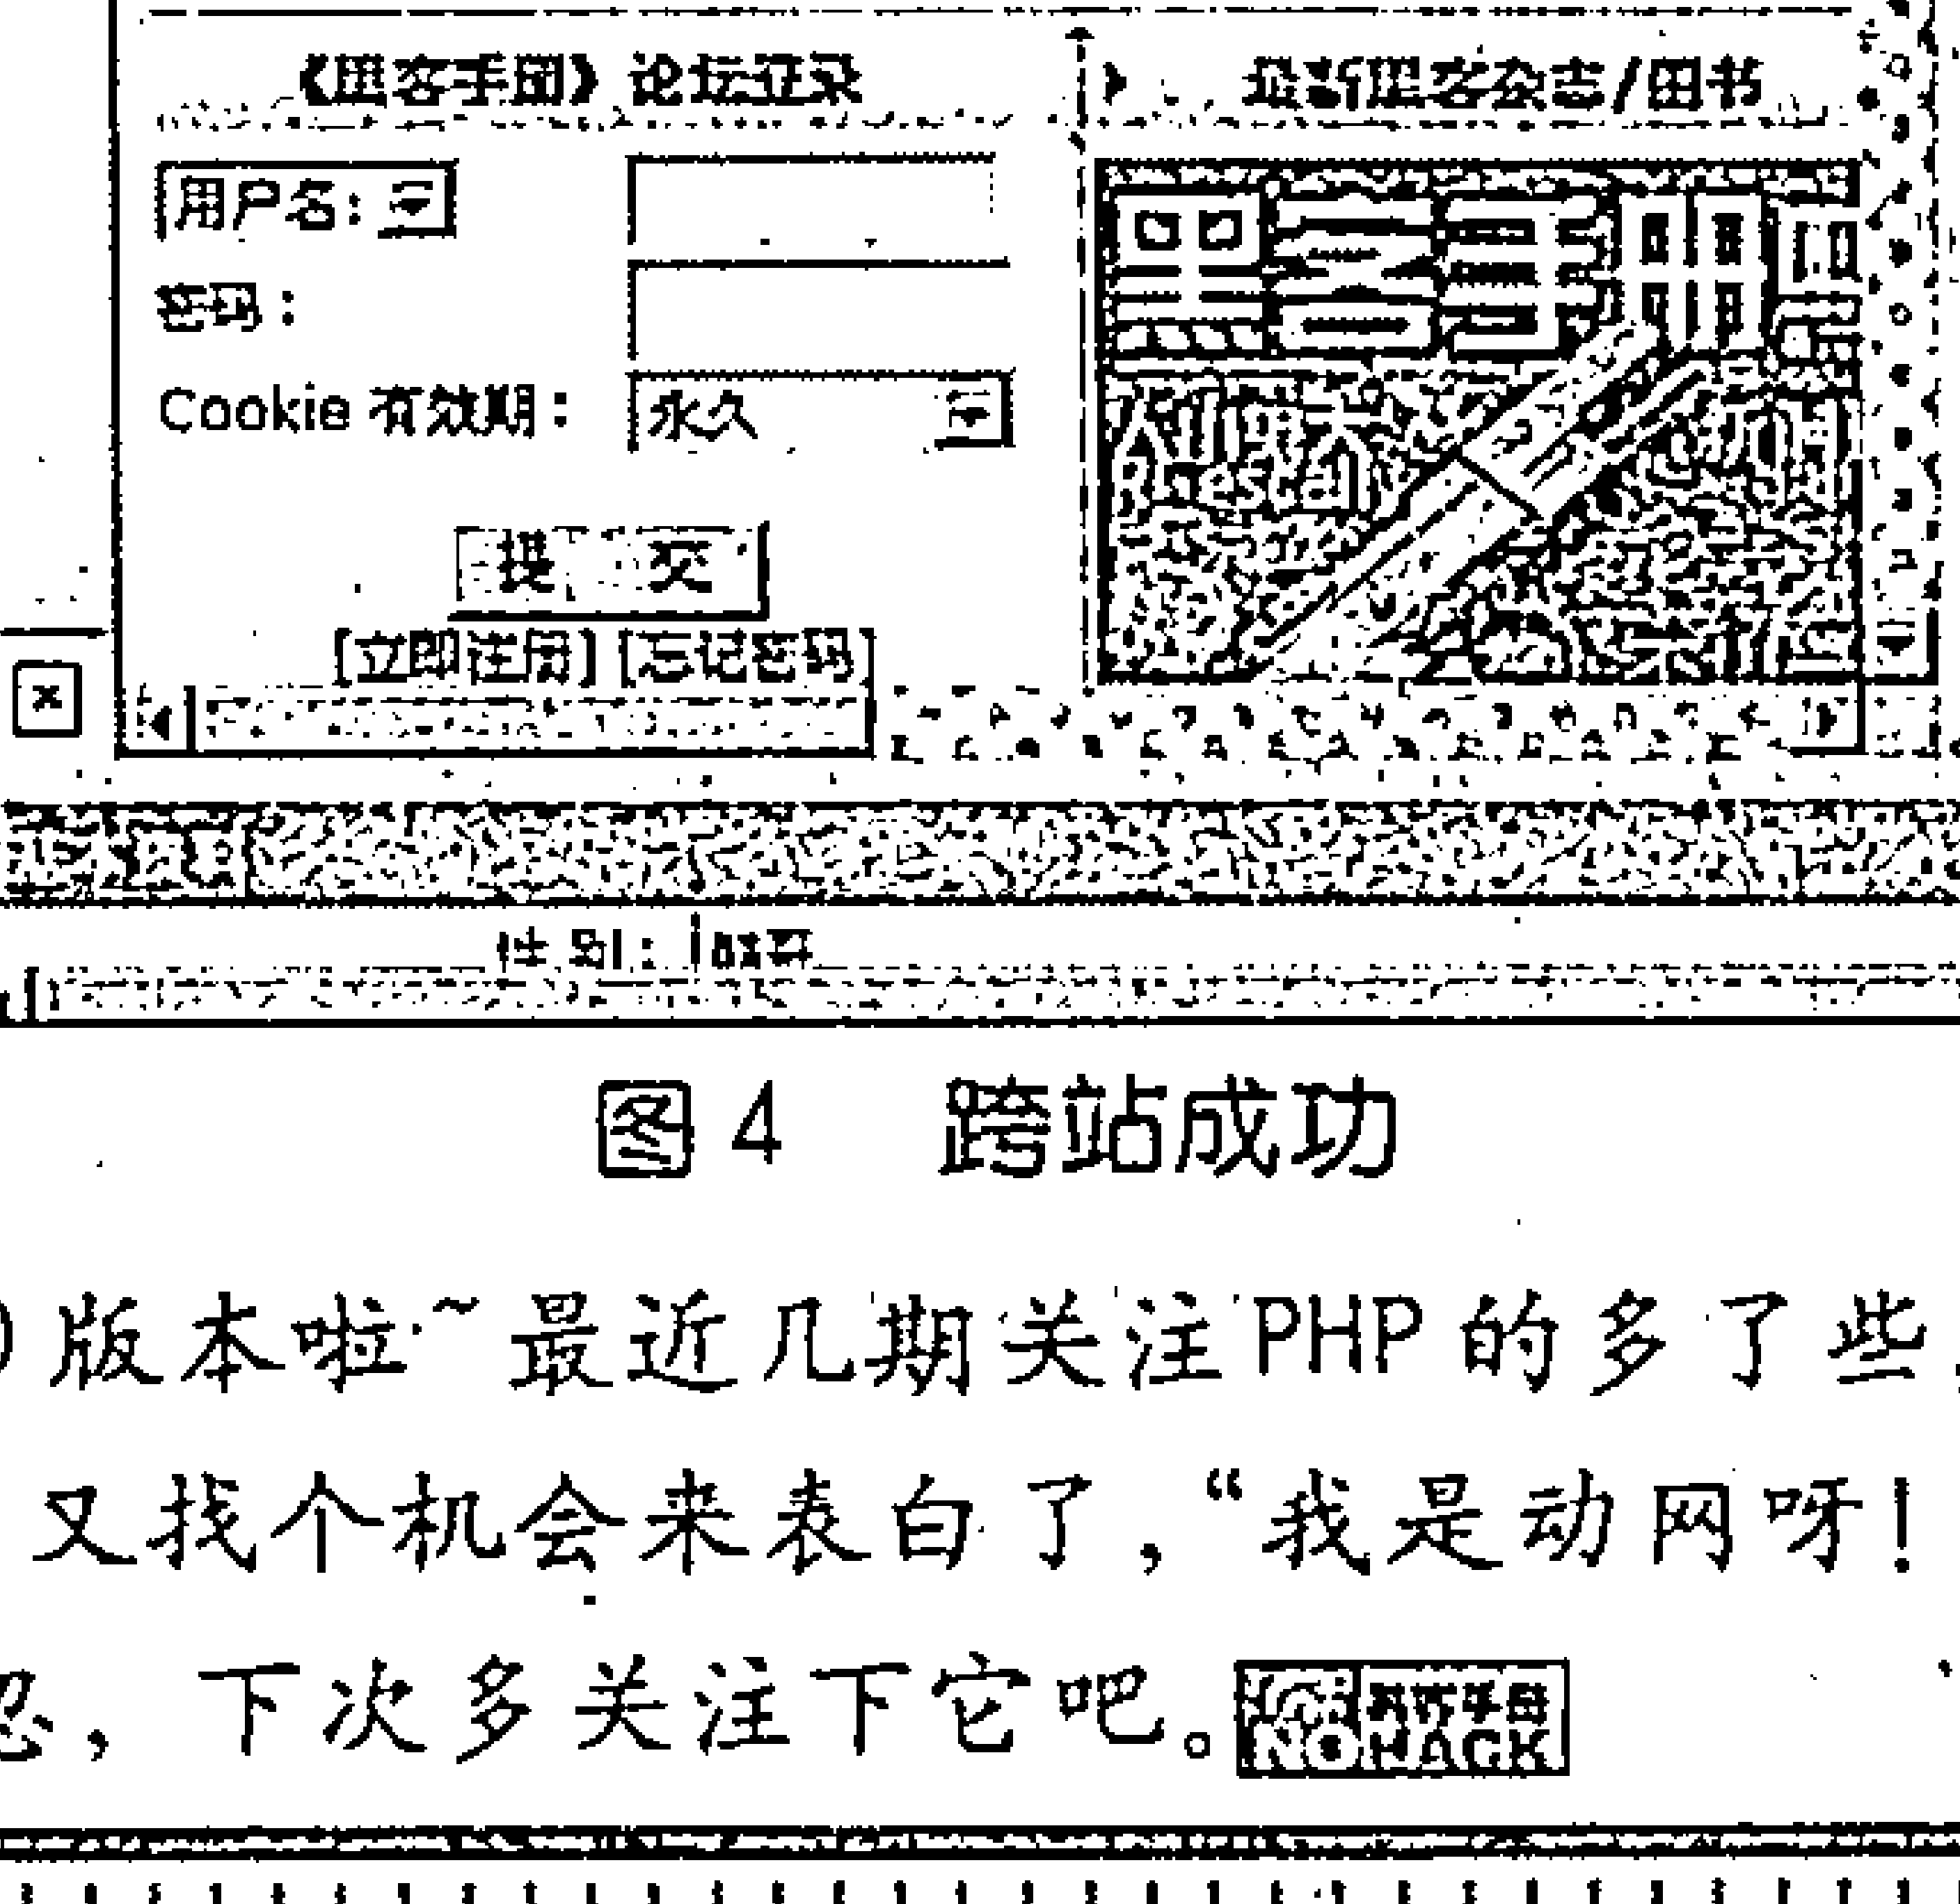 《黑客手册》论坛登录
最新黑客杂志/图书
用户名:
密码:
Cookie 有效期: 永久
提 交
[立即注册] [忘记密码]
性别:
图 4 跨站成功
)版本啦~最近几期关注PHP的多了些
又找个机会来表白了,“我是动网呀!
忍,下次多关注下它吧。
NOHACK